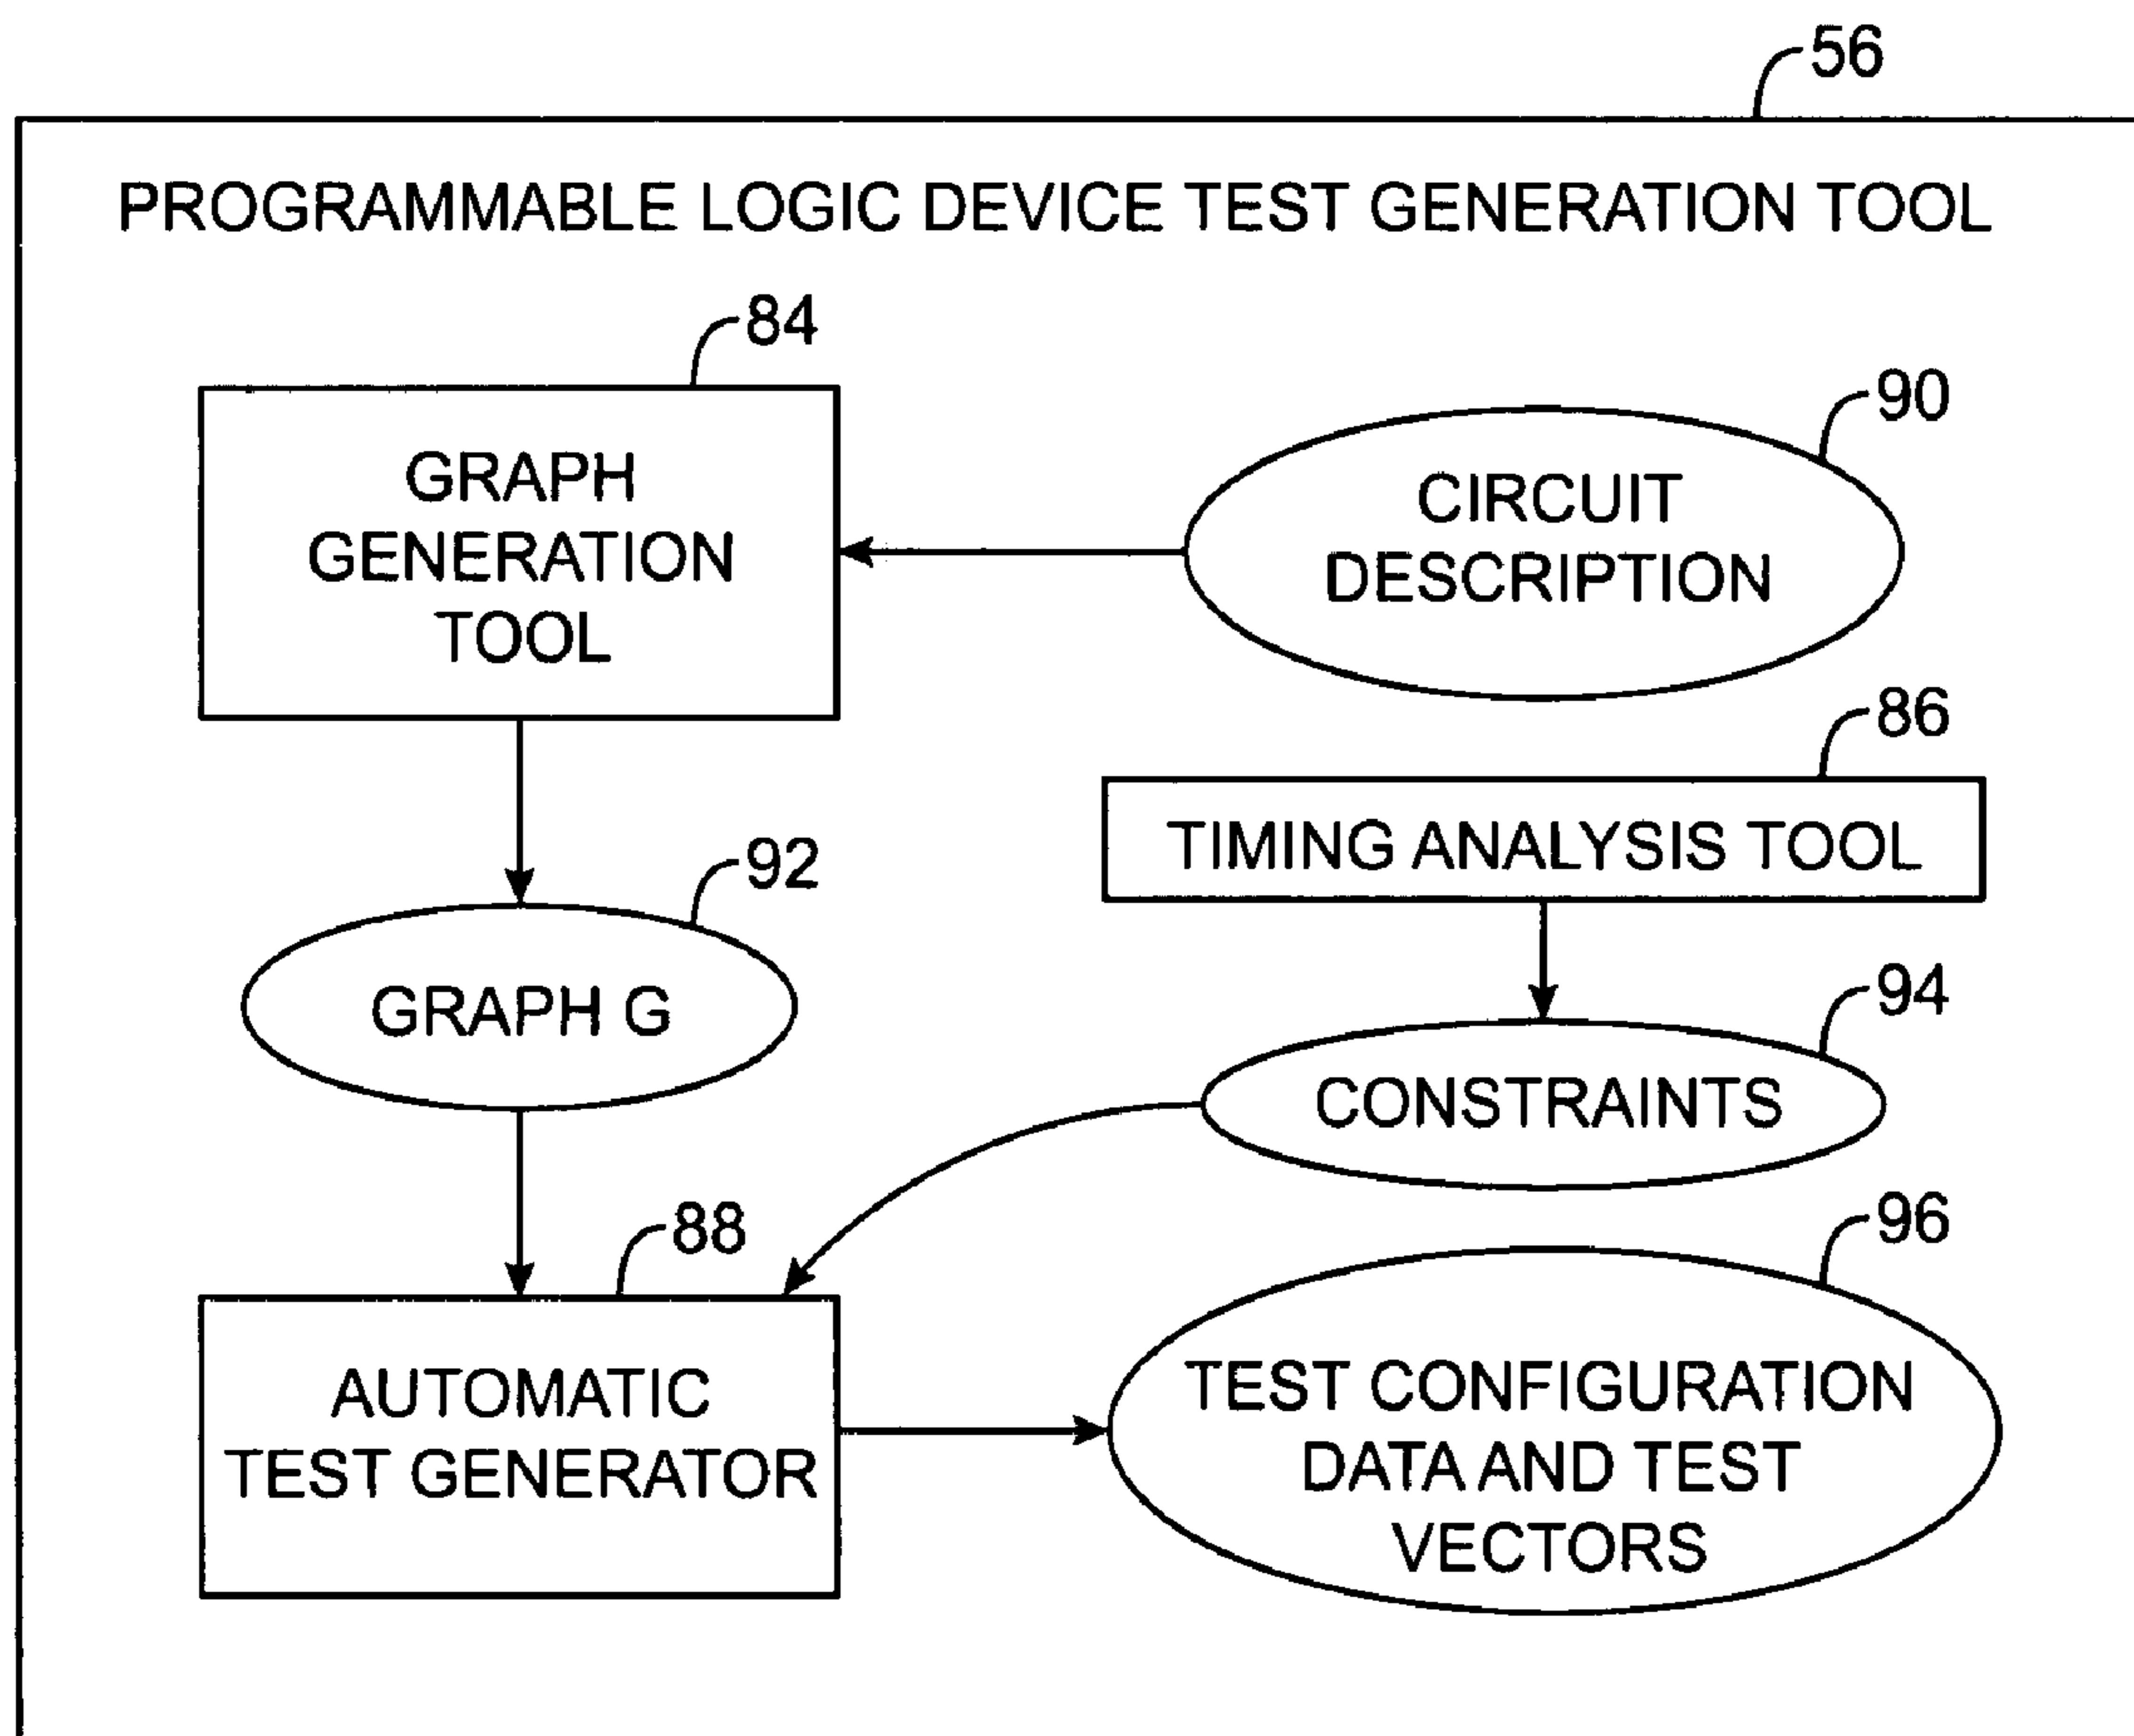 56
PROGRAMMABLE LOGIC DEVICE TEST GENERATION TOOL
84
GRAPH
GENERATION
TOOL
90
CIRCUIT
DESCRIPTION
86
TIMING ANALYSIS TOOL
92
GRAPH G
94
CONSTRAINTS
88
AUTOMATIC
TEST GENERATOR
96
TEST CONFIGURATION
DATA AND TEST
VECTORS